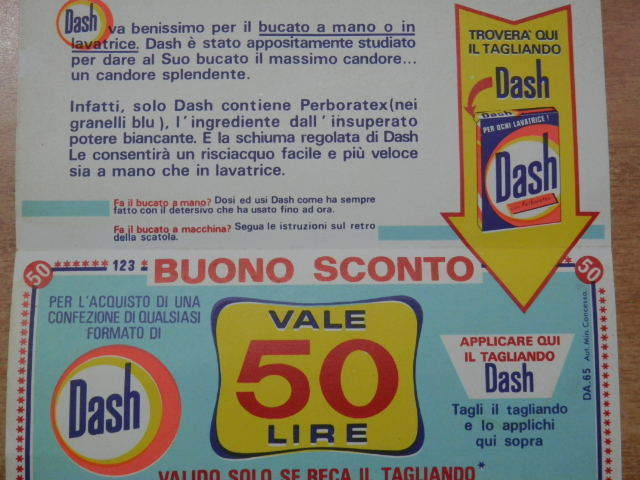 Dash va benissimo per il bucato a mano o in
lavatrice. Dash è stato appositamente studiato
per dare al Suo bucato il massimo candore...
un candore splendente.
Infatti, solo Dash contiene Perboratex (nei
granelli blu), l'ingrediente dall'insuperato
potere biancante. E la schiuma regolata di Dash
Le consentirà un risciacquo facile e più veloce
sia a mano che in lavatrice.
Fa il bucato a mano? Dosi ed usi Dash come ha sempre
fatto con il detersivo che ha usato fino ad ora.
Fa il bucato a macchina? Segua le istruzioni sul retro
della scatola.
TROVERA' QUI
IL TAGLIANDO
Dash
Dash
PER OGNI LAVATRICE!
Dash
con Perboratex
50
123
BUONO SCONTO
50
PER L'ACQUISTO DI UNA
CONFEZIONE DI QUALSIASI
FORMATO DI
Dash
VALE
50
LIRE
APPLICARE QUI
IL TAGLIANDO
Dash
Tagli il tagliando
e lo applichi
qui sopra
DA.65 Aut. Min. Concessa.
VALIDO SOLO SE RECA IL TAGLIANDO*